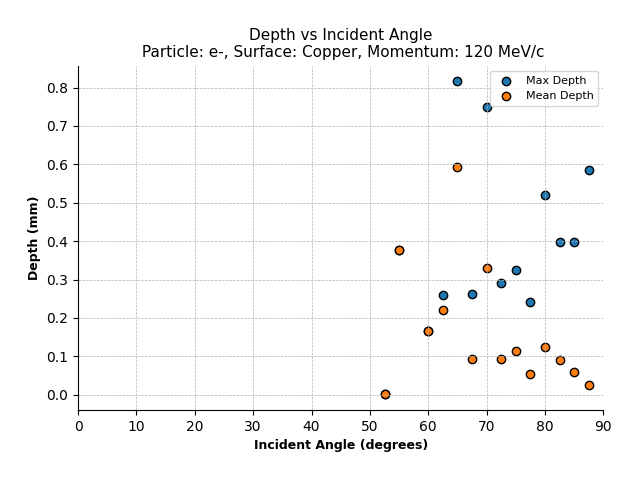 Depth vs Incident Angle
Particle: e-, Surface: Copper, Momentum: 120 MeV/c
Max Depth
Mean Depth
Depth (mm)
0.8
0.7
0.6
0.5
0.4
0.3
0.2
0.1
0.0
0 10 20 30 40 50 60 70 80 90
Incident Angle (degrees)